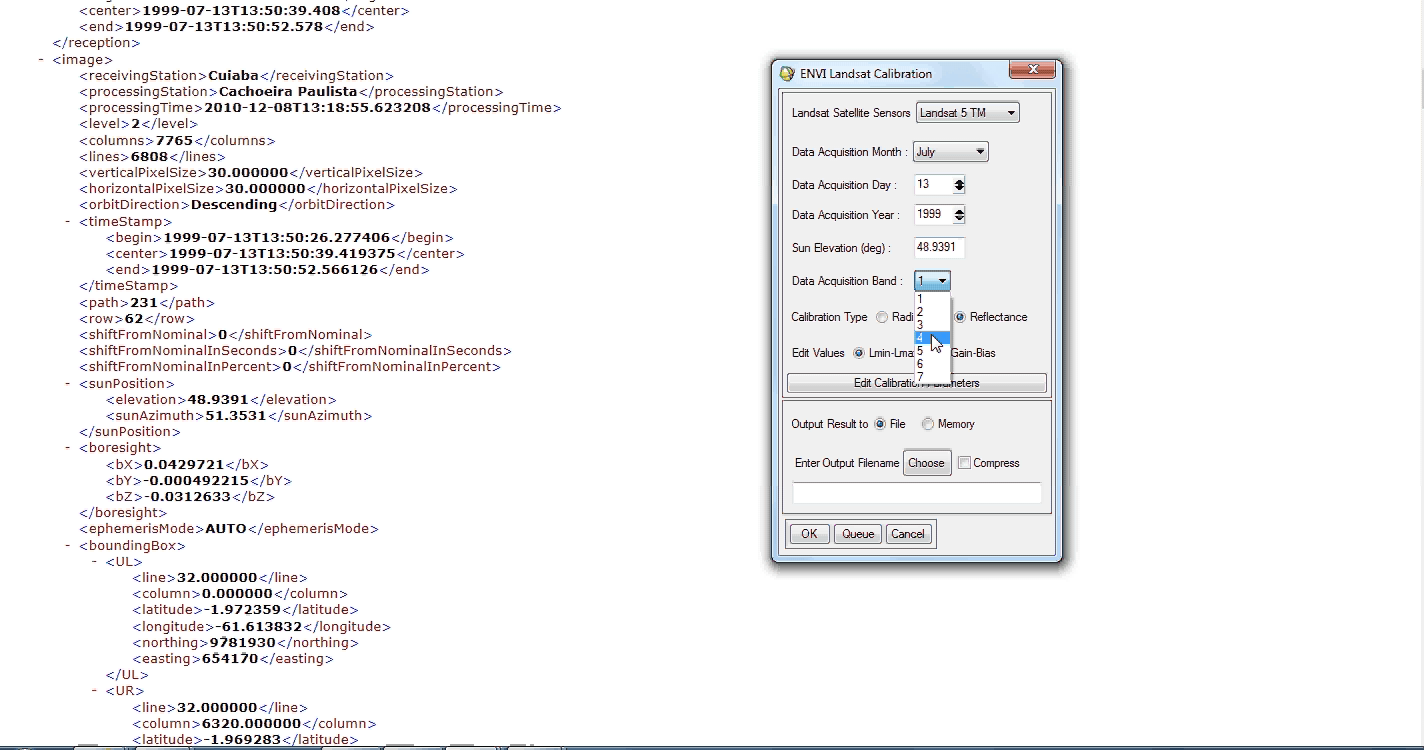 <center>1999-07-13T13:50:39.408</center>
<end>1999-07-13T13:50:52.578</end>
</reception>
- <image>
<receivingStation>Cuiaba</receivingStation>
<processingStation>Cachoeira Paulista</processingStation>
<processingTime>2010-12-08T13:18:55.623208</processingTime>
<level>2</level>
<columns>7765</columns>
<lines>6808</lines>
<verticalPixelSize>30.000000</verticalPixelSize>
<horizontalPixelSize>30.000000</horizontalPixelSize>
<orbitDirection>Descending</orbitDirection>
- <timeStamp>
<begin>1999-07-13T13:50:26.277406</begin>
<center>1999-07-13T13:50:39.419375</center>
<end>1999-07-13T13:50:52.566126</end>
</timeStamp>
<path>231</path>
<row>62</row>
<shiftFromNominal>0</shiftFromNominal>
<shiftFromNominalInSeconds>0</shiftFromNominalInSeconds>
<shiftFromNominalInPercent>0</shiftFromNominalInPercent>
- <sunPosition>
<elevation>48.9391</elevation>
<sunAzimuth>51.3531</sunAzimuth>
</sunPosition>
- <boresight>
<bX>0.0429721</bX>
<bY>-0.000492215</bY>
<bZ>-0.0312633</bZ>
</boresight>
<ephemerisMode>AUTO</ephemerisMode>
- <boundingBox>
- <UL>
<line>32.000000</line>
<column>0.000000</column>
<latitude>-1.972359</latitude>
<longitude>-61.613832</longitude>
<northing>9781930</northing>
<easting>654170</easting>
</UL>
- <UR>
<line>32.000000</line>
<column>6320.000000</column>
<latitude>-1.969283</latitude>
ENVI Landsat Calibration
Landsat Satellite Sensors Landsat 5 TM
Data Acquisition Month : July
Data Acquisition Day : 13
Data Acquisition Year : 1999
Sun Elevation (deg) : 48.9391
Data Acquisition Band : 1
1
2
3
4
5
6
7
Calibration Type Radi Reflectance
Edit Values Lmin-Lma Gain-Bias
Edit Calibration Parameters
Output Result to File Memory
Enter Output Filename Choose Compress
OK Queue Cancel